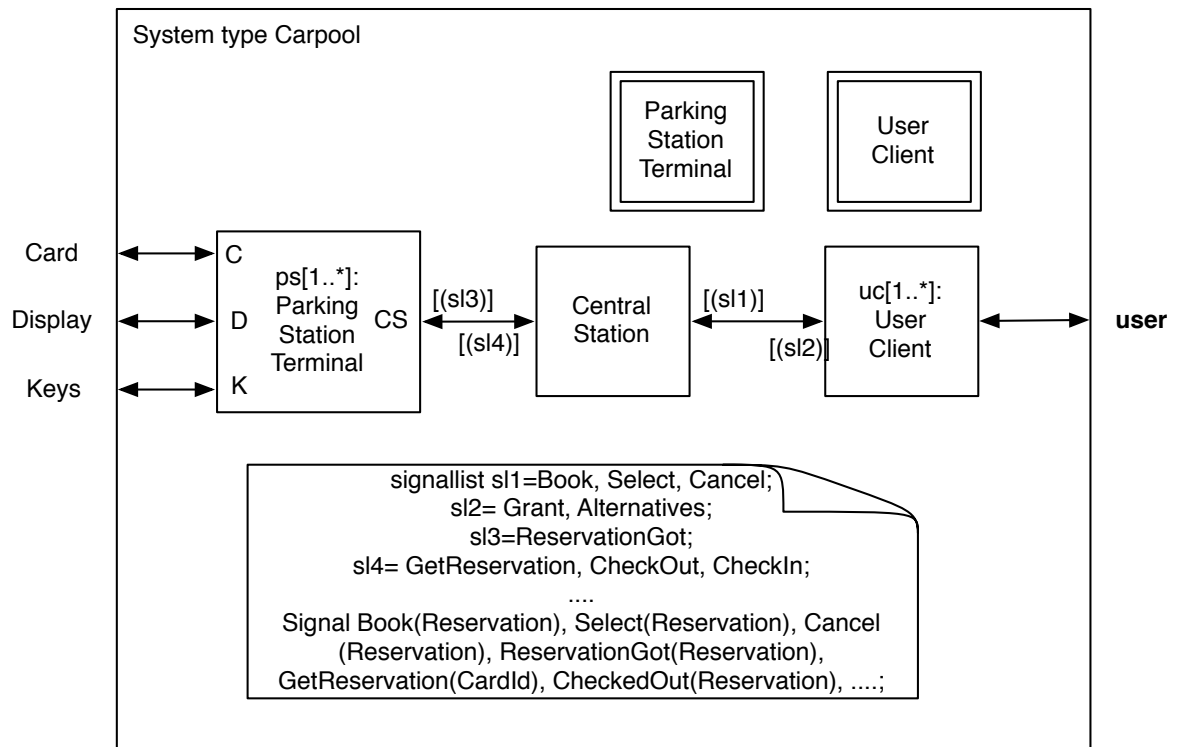 System type Carpool
Parking
Station
Terminal
User
Client
Card
Display
Keys
C
D
K
ps[1..*]:
Parking
Station
Terminal
CS
[(sl3)]
[(sl4)]
Central
Station
[(sl1)]
[(sl2)]
uc[1..*]:
User
Client
user
signallist sl1=Book, Select, Cancel;
sl2= Grant, Alternatives;
sl3=ReservationGot;
sl4= GetReservation, CheckOut, CheckIn;
....
Signal Book(Reservation), Select(Reservation), Cancel
(Reservation), ReservationGot(Reservation),
GetReservation(CardId), CheckedOut(Reservation), ....;